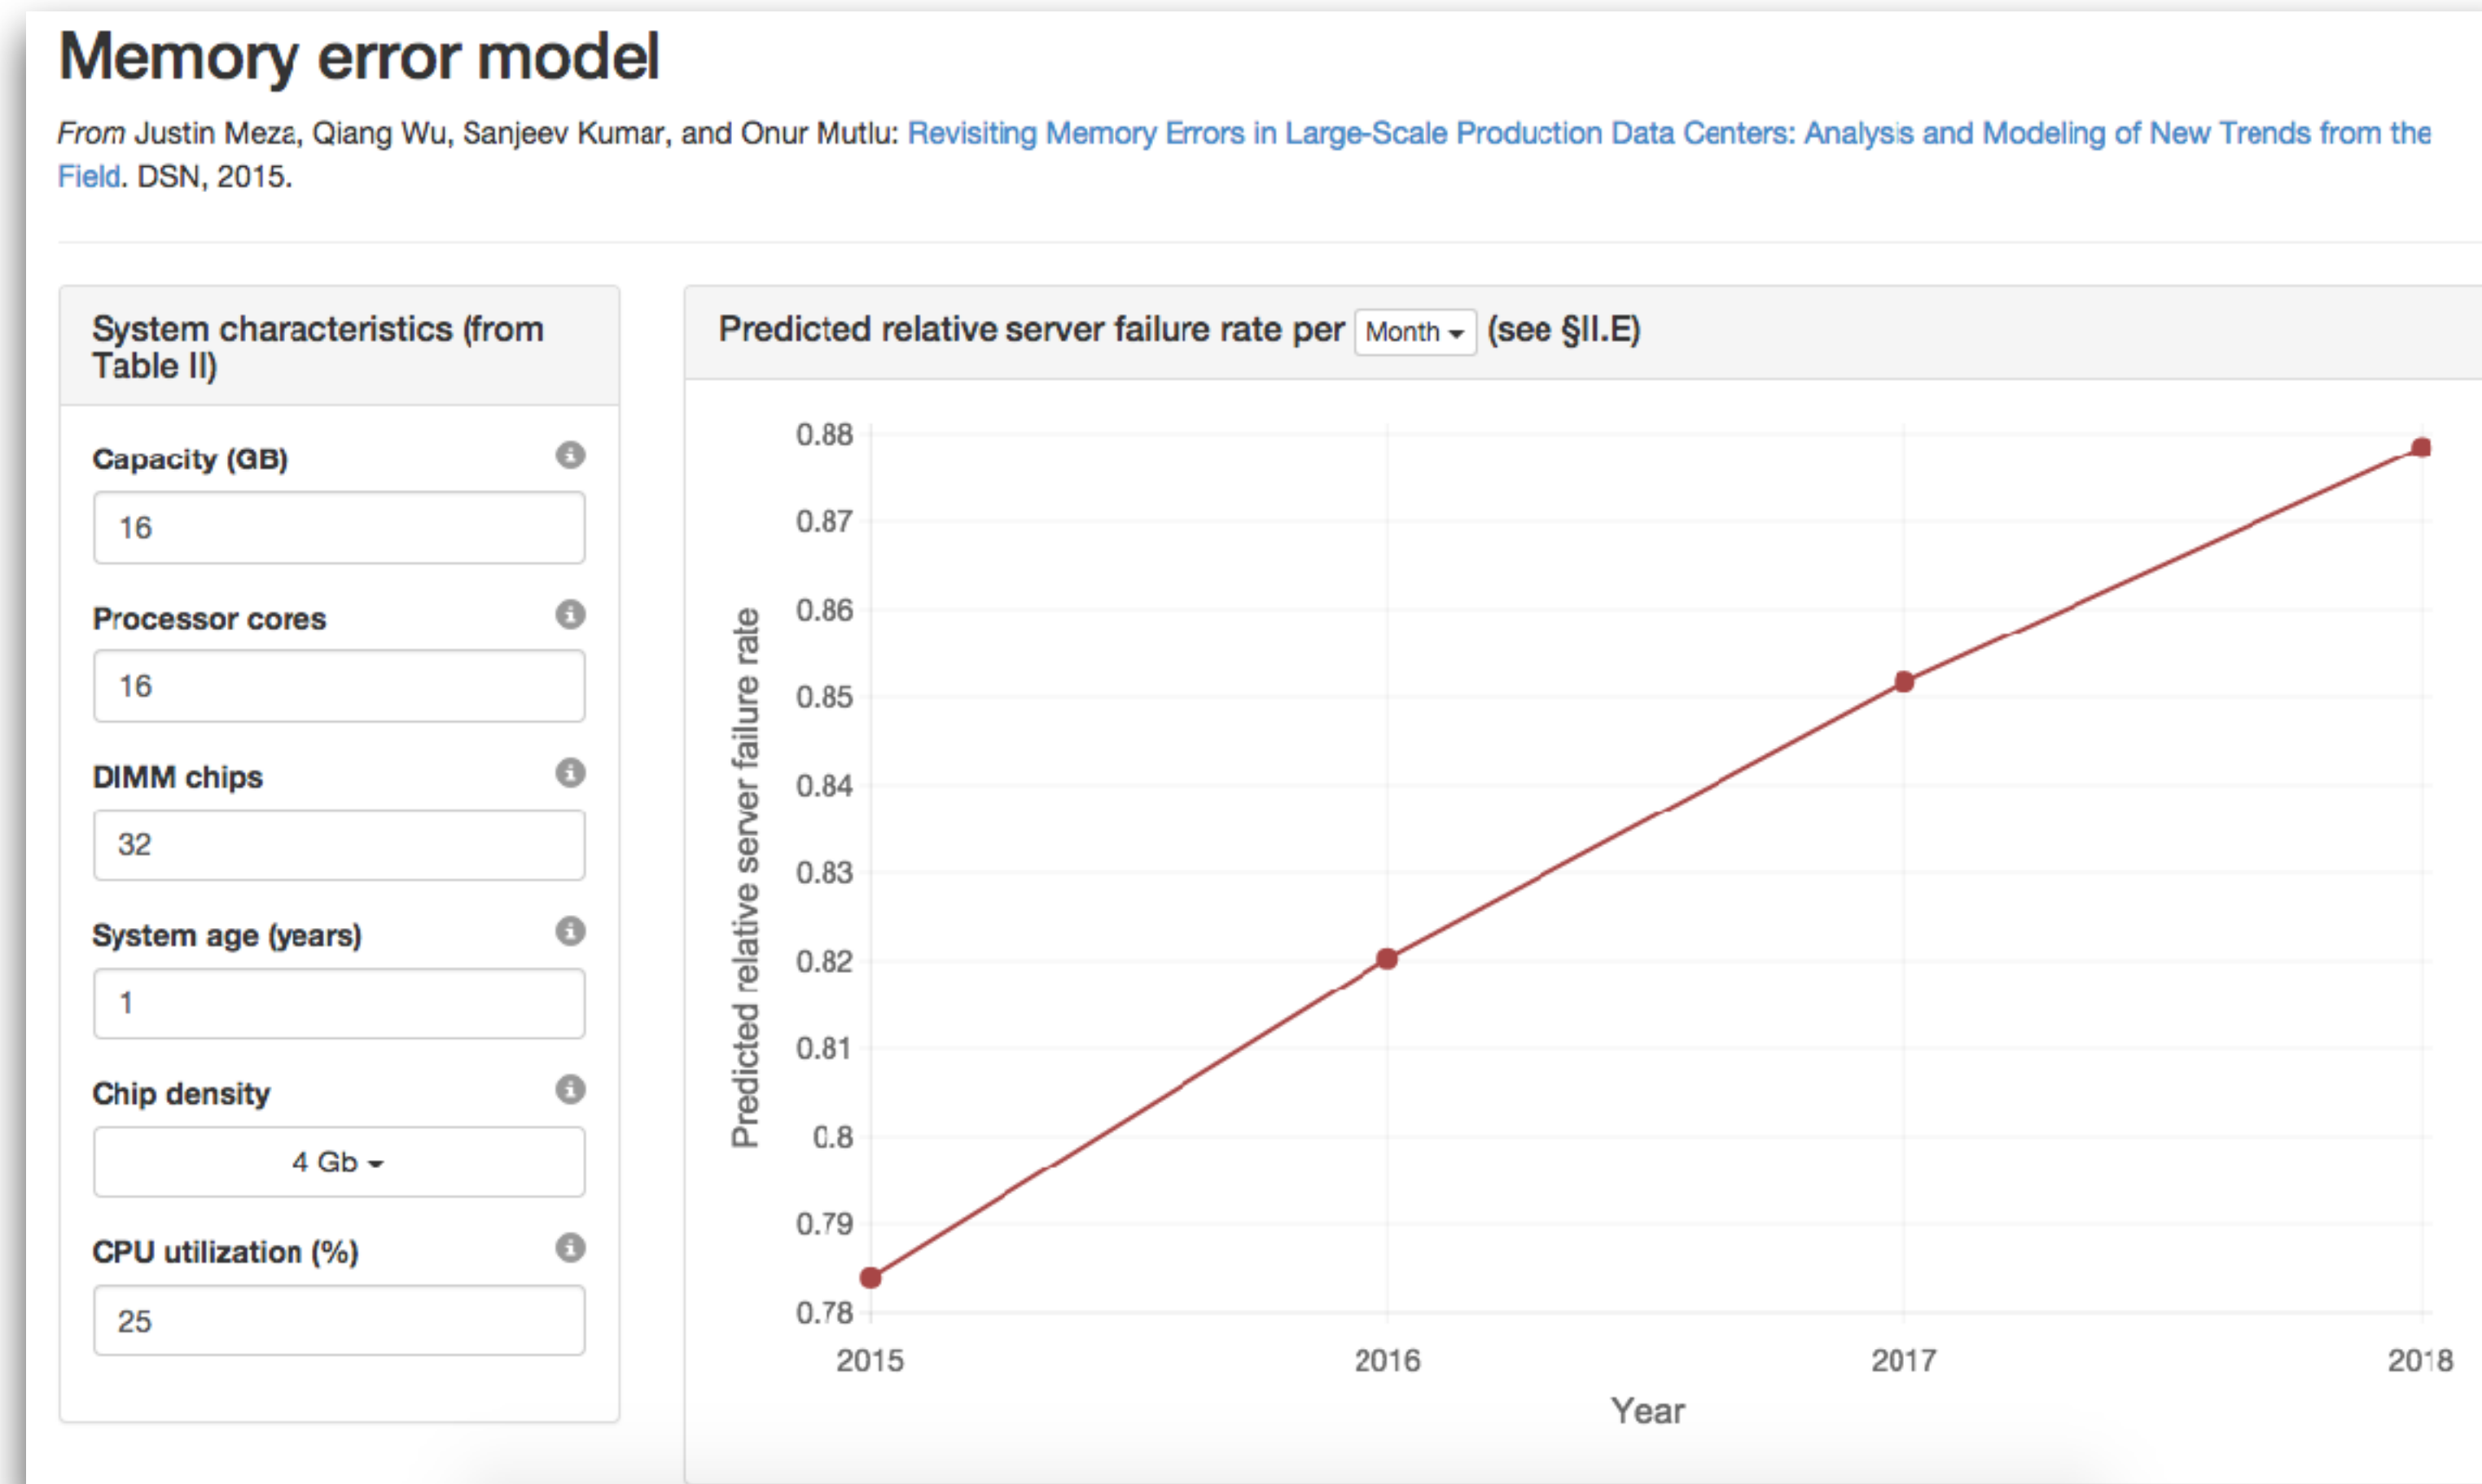 Memory error model
From Justin Meza, Qiang Wu, Sanjeev Kumar, and Onur Mutlu: Revisiting Memory Errors in Large-Scale Production Data Centers: Analysis and Modeling of New Trends from the
Field. DSN, 2015.
System characteristics (from
Table II)
Capacity (GB)
16
Processor cores
16
DIMM chips
32
System age (years)
1
Chip density
4 Gb
CPU utilization (%)
25
Predicted relative server failure rate per Month (see §II.E)
Predicted relative server failure rate
0.88
0.87
0.86
0.85
0.84
0.83
0.82
0.81
0.8
0.79
0.78
2015 2016 2017 2018
Year